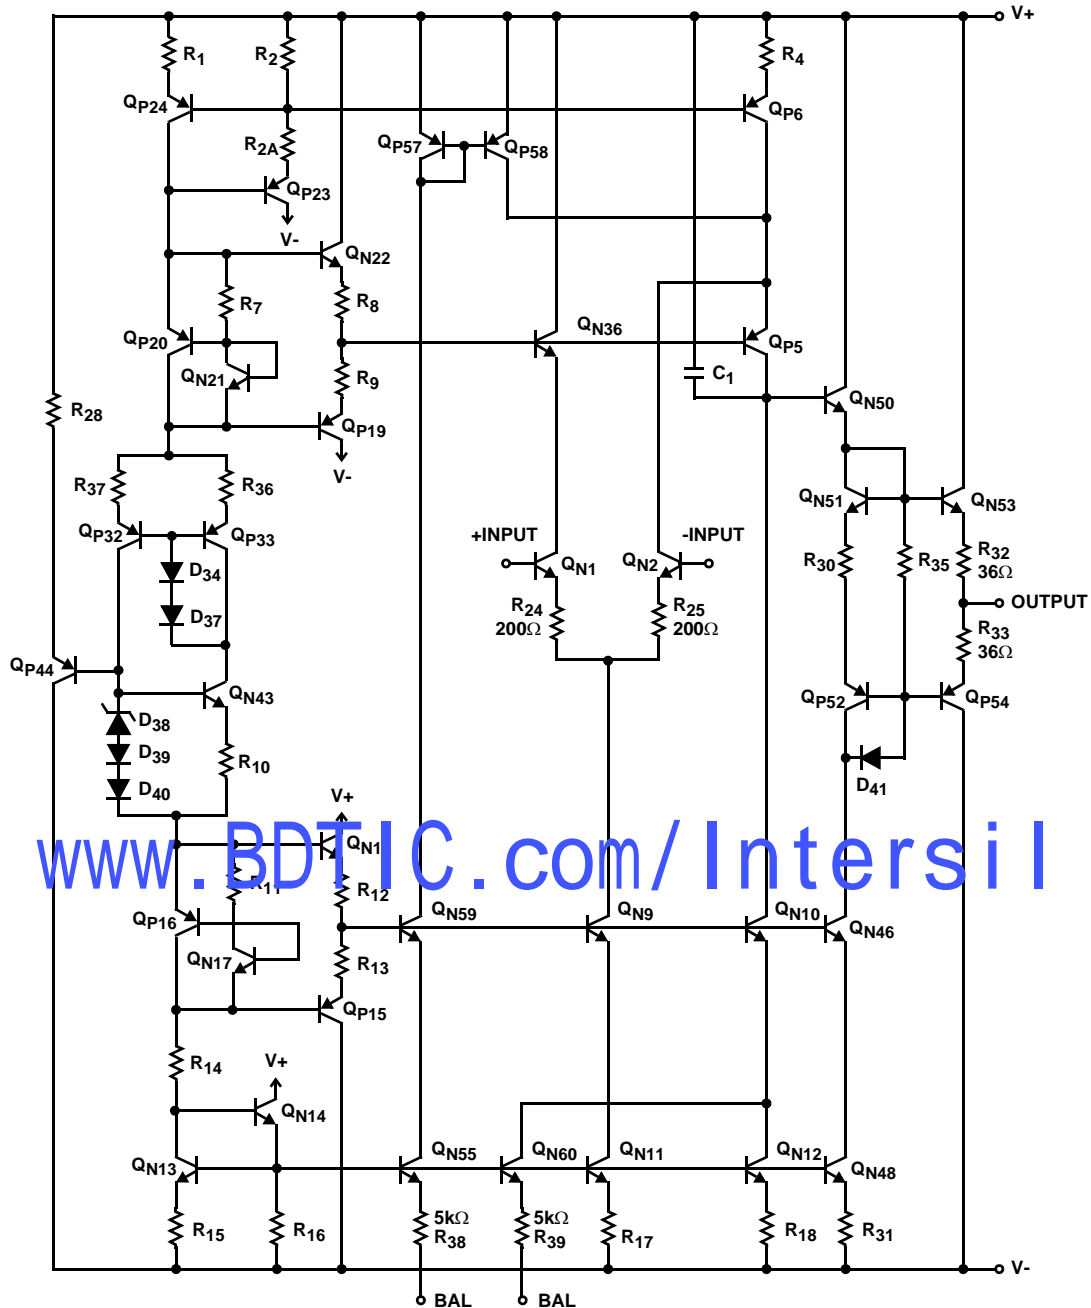 V+
R1
R2
R4
QP24
QP6
R2A
QP57
QP58
QP23
V-
QN22
R7
R8
QP20
QN36
QP5
QN21
R9
C1
R28
QN50
QP19
V-
R37
R36
QN51
QN53
QP32
QP33
+INPUT
-INPUT
D34
QN1
QN2
R30
R35
R32
36Ω
D37
R24
200Ω
R25
200Ω
OUTPUT
R33
36Ω
QP44
QN43
QP52
QP54
D38
D39
R10
D40
D41
V+
QN1
www.BDTIC.com/Intersil
R11
R12
QP16
QN59
QN9
QN10
QN46
QN17
R13
QP15
R14
V+
QN14
QN13
QN55
QN60
QN11
QN12
QN48
R15
R16
5kΩ
R38
5kΩ
R39
R17
R18
R31
V-
BAL
BAL